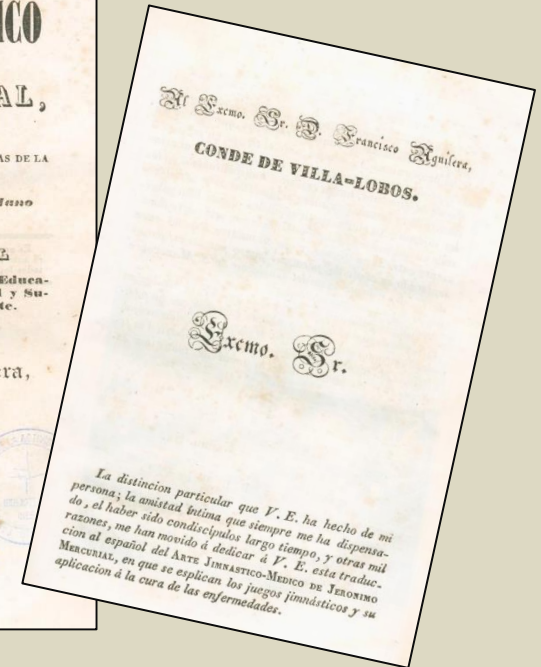 ICO
AL,
AS DE LA
Mano
Educa-
l y Su-
te.
era,
Al Excmo. Sr. D. Francisco Aguilera,
CONDE DE VILLA=LOBOS.
Excmo. Sr.
La distincion particular que V. E. ha hecho de mi
persona; la amistad íntima que siempre me ha dispensa-
do, el haber sido condiscípulos largo tiempo, y otras mil
razones, me han movido á dedicar á V. E. esta traduc-
cion al español del ARTE JIMNASTICO-MEDICO DE JERONIMO
MERCURIAL, en que se esplican los juegos jimnásticos y su
aplicacion á la cura de las enfermedades.